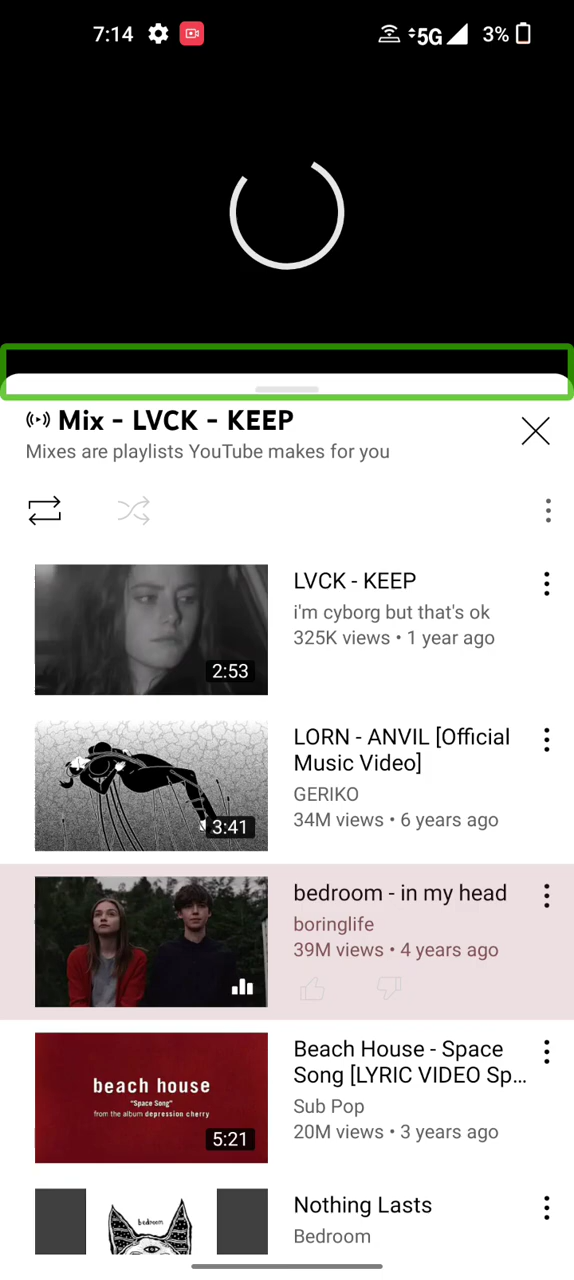 7:14 5G 3%
Mix - LVCK - KEEP
Mixes are playlists YouTube makes for you
LVCK - KEEP
i'm cyborg but that's ok
325K views • 1 year ago
2:53
LORN - ANVIL [Official
Music Video]
GERIKO
34M views • 6 years ago
3:41
bedroom - in my head
boringlife
39M views • 4 years ago
beach house
"Space Song"
from the album depression cherry
5:21
Beach House - Space
Song [LYRIC VIDEO Sp...
Sub Pop
20M views • 3 years ago
bedroom
Nothing Lasts
Bedroom